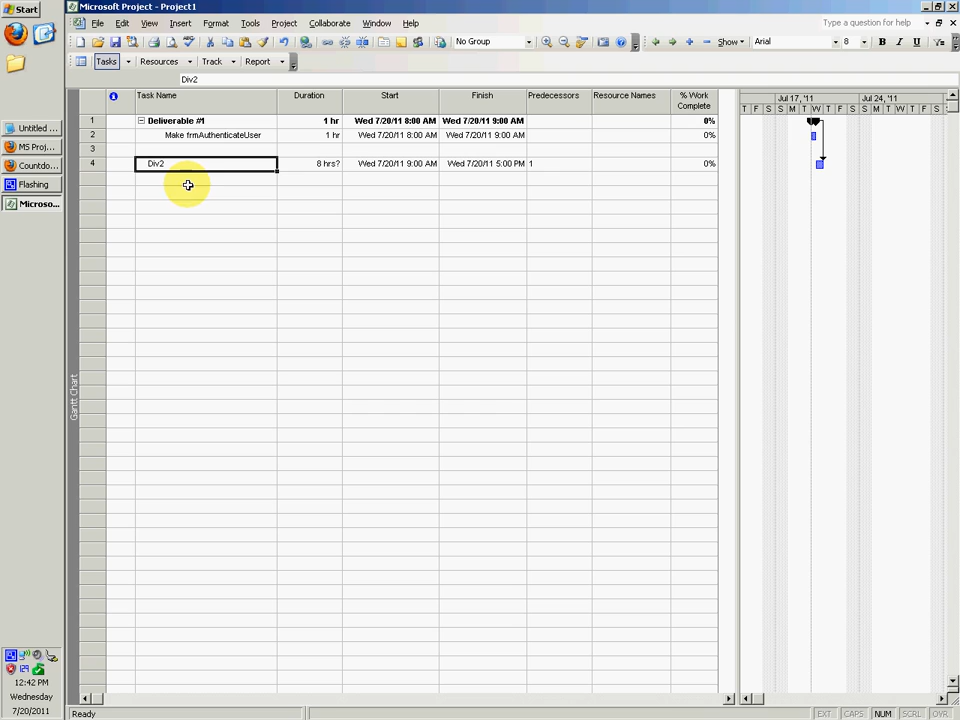 Start
Microsoft Project - Project1
File Edit View Insert Format Tools Project Collaborate Window Help
Type a question for help
No Group
Show
Arial
8
B I U
Tasks Resources Track Report
Div2
Task Name Duration Start Finish Predecessors Resource Names % Work Complete
Jul 17, '11 Jul 24, '11
T F S S M T W T F S S M T W T F S
1 Deliverable #1 1 hr Wed 7/20/11 8:00 AM Wed 7/20/11 9:00 AM 0%
2 Make frmAuthenticateUser 1 hr Wed 7/20/11 8:00 AM Wed 7/20/11 9:00 AM 0%
3
4 Div2 8 hrs? Wed 7/20/11 9:00 AM Wed 7/20/11 5:00 PM 1 0%
Untitled ...
MS Proj...
Countdo...
Flashing
Microso...
Gantt Chart
12:42 PM
Wednesday
7/20/2011
Ready
EXT CAPS NUM SCRL OVR